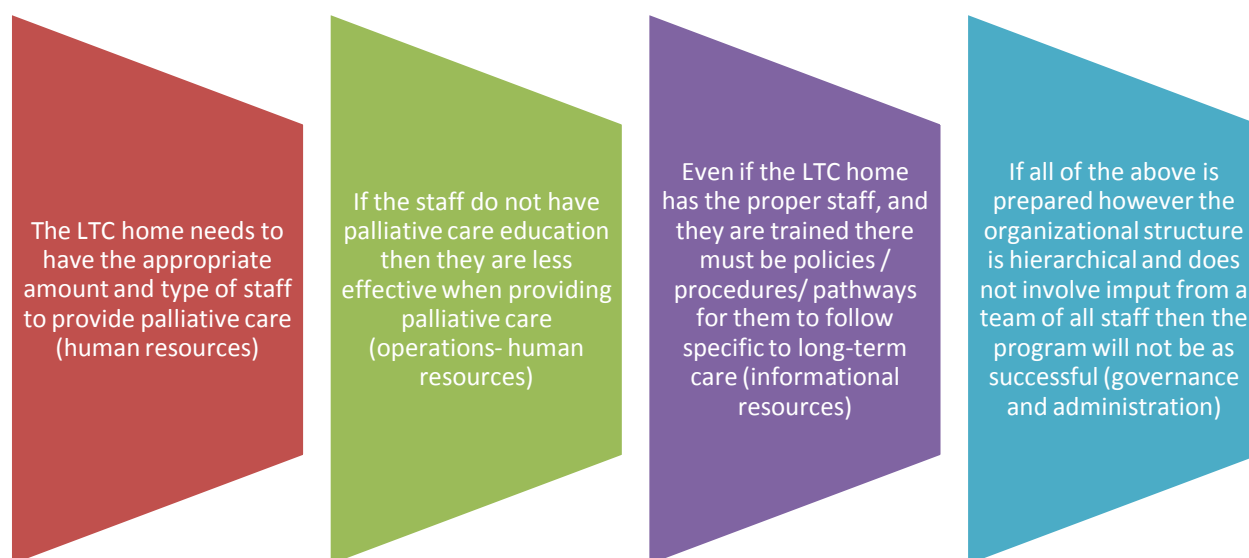 The LTC home needs to
have the appropriate
amount and type of staff
to provide palliative care
(human resources)
If the staff do not have
palliative care education
then they are less
effective when providing
palliative care
(operations- human
resources)
Even if the LTC home
has the proper staff, and
they are trained there
must be policies /
procedures/ pathways
for them to follow
specific to long-term
care (informational
resources)
If all of the above is
prepared however the
organizational structure
is hierarchical and does
not involve imput from a
team of all staff then the
program will not be as
successful (governance
and administration)